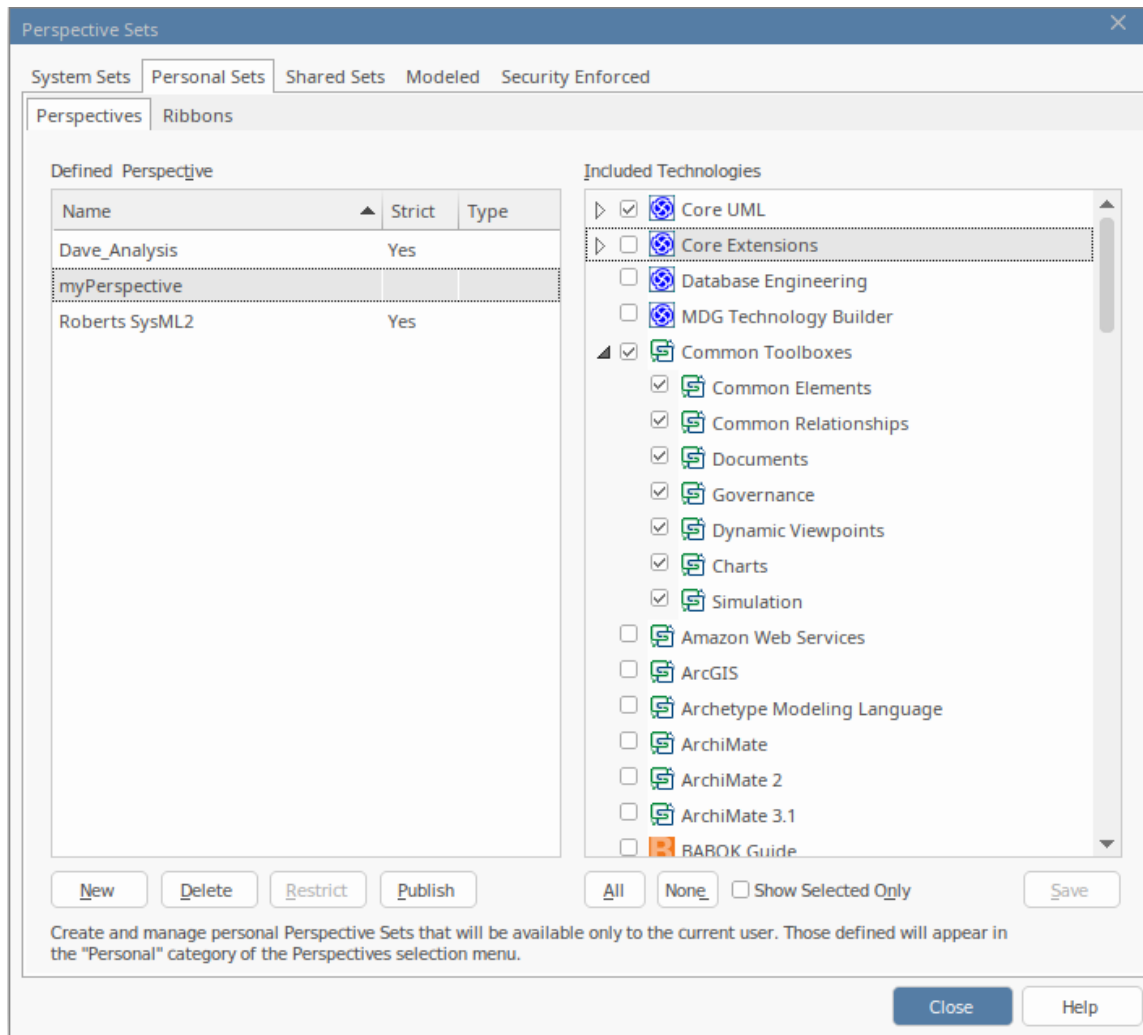 Perspective Sets
System Sets Personal Sets Shared Sets Modeled Security Enforced
Perspectives Ribbons
Defined Perspective
Name Strict Type
Dave_Analysis Yes
myPerspective
Roberts SysML2 Yes
Included Technologies
Core UML
Core Extensions
Database Engineering
MDG Technology Builder
Common Toolboxes
Common Elements
Common Relationships
Documents
Governance
Dynamic Viewpoints
Charts
Simulation
Amazon Web Services
ArcGIS
Archetype Modeling Language
ArchiMate
ArchiMate 2
ArchiMate 3.1
BABOK Guide
New Delete Restrict Publish
All None Show Selected Only Save
Create and manage personal Perspective Sets that will be available only to the current user. Those defined will appear in
the "Personal" category of the Perspectives selection menu.
Close Help